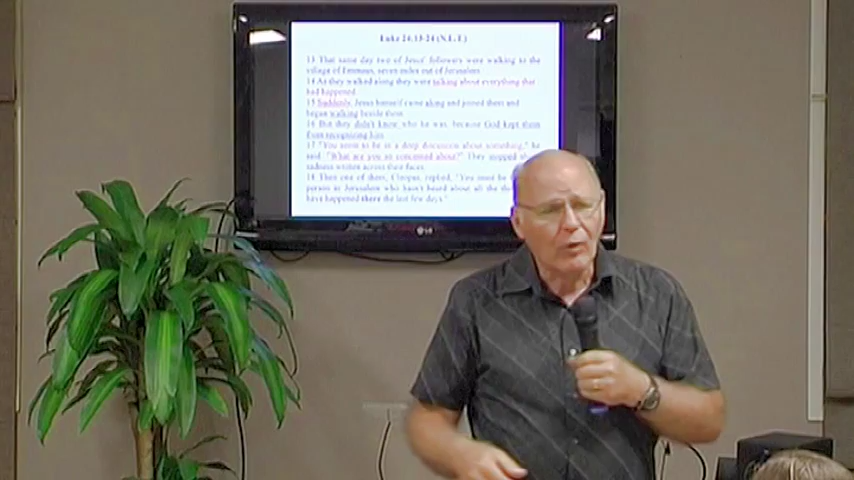 Luke 24:13-24 (N.L.T)
13 That same day two of Jesus' followers were walking to the
village of Emmaus, seven miles out of Jerusalem.
14 As they walked along they were talking about everything that
had happened.
15 Suddenly, Jesus himself came along and joined them and
began walking beside them.
16 But they didn't know who he was, because God kept them
from recognizing him.
17 "You seem to be in a deep discussion about something," he
said. "What are you so concerned about?" They stopped
sadness written across their faces.
18 Then one of them, Cleopas, replied, "You must be
person in Jerusalem who hasn't heard about all the
have happened there the last few days."
LG